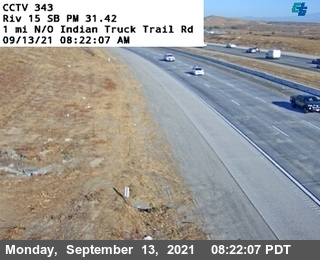 CCTV 343
Riv 15 SB PM 31.42
1 mi N/O Indian Truck Trail Rd
09/13/21 08:22:07 AM
Monday, September 13, 2021 08:22:07 PDT